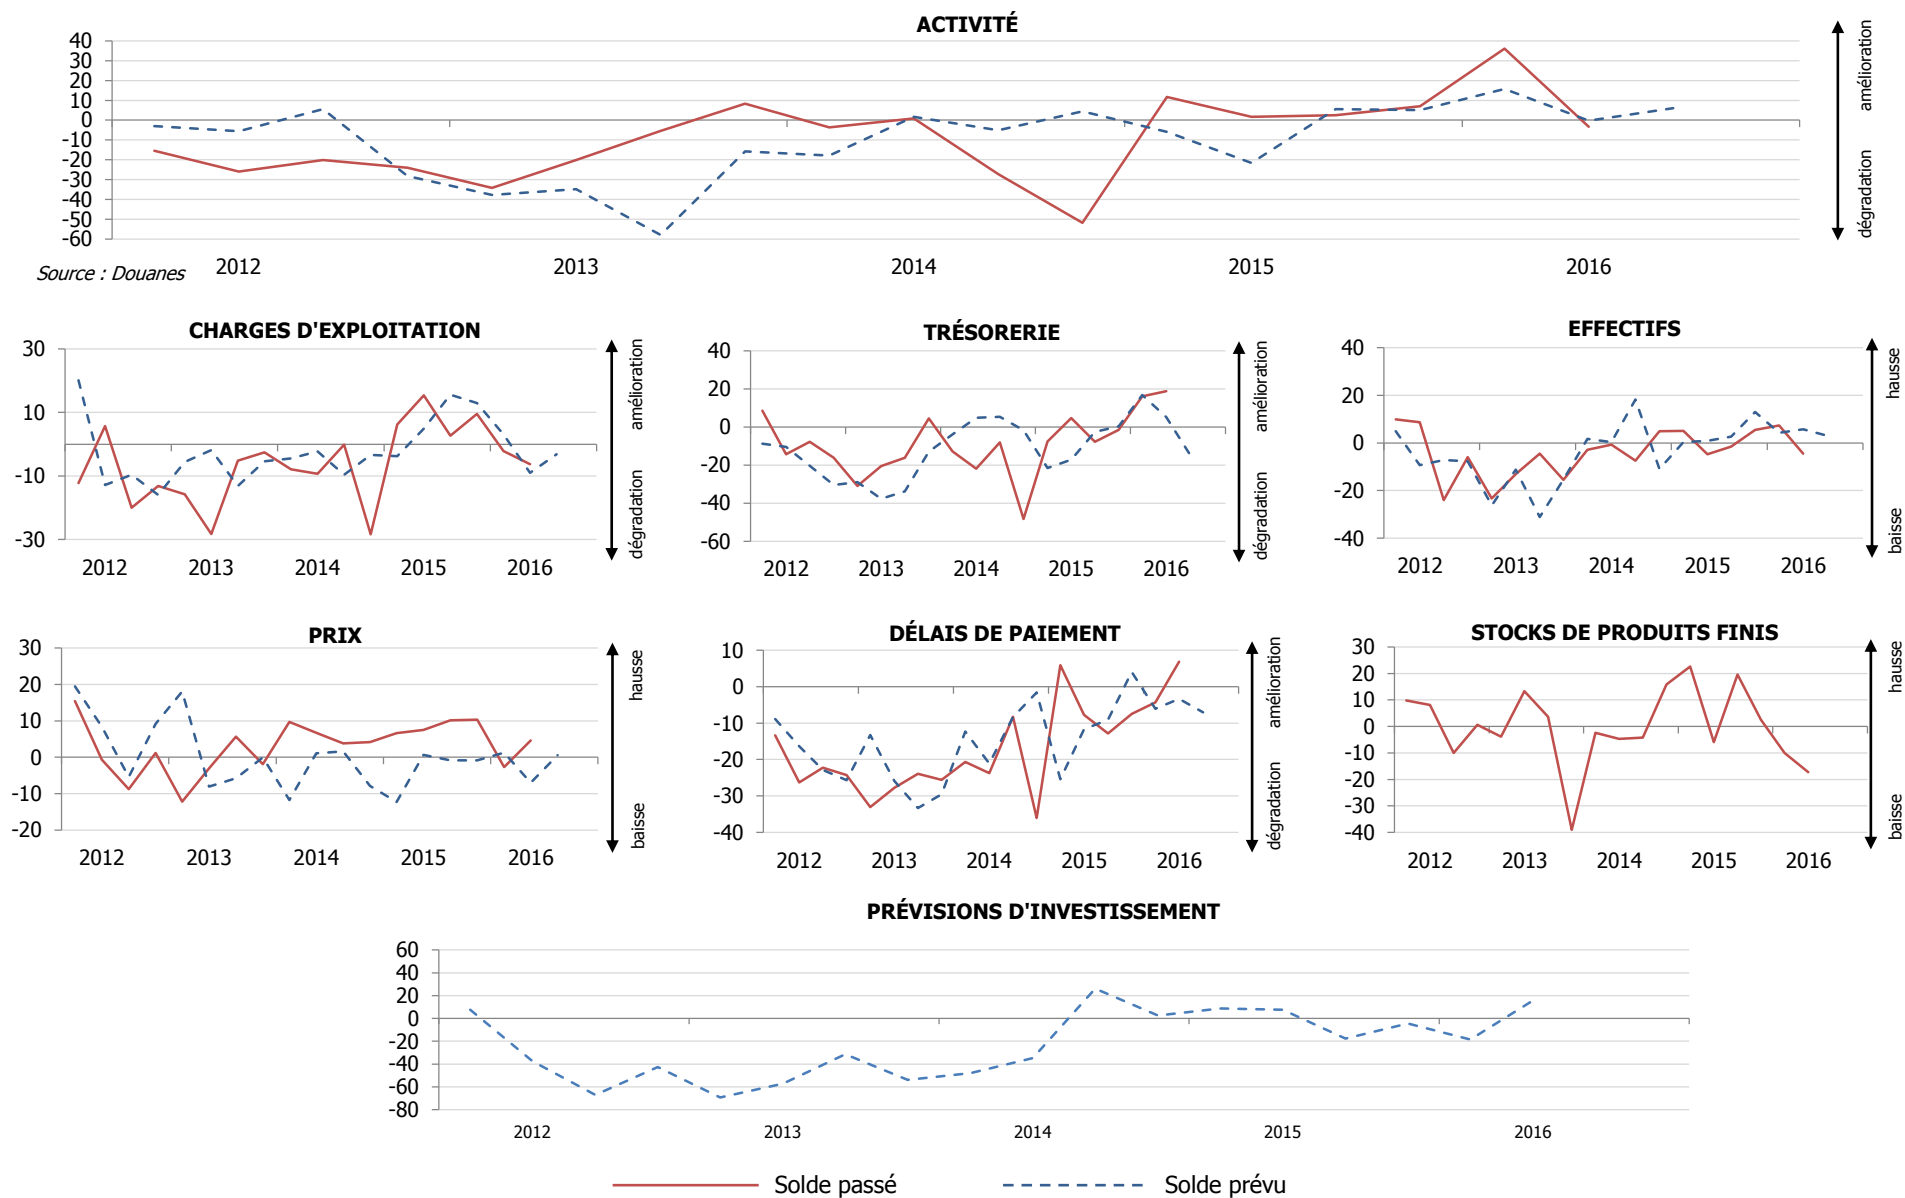 ACTIVITÉ
40
30
20
10
0
-10
-20
-30
-40
-50
-60
amélioration
dégradation
2012 2013 2014 2015 2016
Source : Douanes
CHARGES D'EXPLOITATION
30
10
-10
-30
amélioration
dégradation
2012 2013 2014 2015 2016
TRÉSORERIE
40
20
0
-20
-40
-60
amélioration
dégradation
2012 2013 2014 2015 2016
EFFECTIFS
40
20
0
-20
-40
hausse
baisse
2012 2013 2014 2015 2016
PRIX
30
20
10
0
-10
-20
hausse
baisse
2012 2013 2014 2015 2016
DÉLAIS DE PAIEMENT
10
0
-10
-20
-30
-40
amélioration
dégradation
2012 2013 2014 2015 2016
STOCKS DE PRODUITS FINIS
30
20
10
0
-10
-20
-30
-40
hausse
baisse
2012 2013 2014 2015 2016
PRÉVISIONS D'INVESTISSEMENT
60
40
20
0
-20
-40
-60
-80
2012 2013 2014 2015 2016
Solde passé Solde prévu